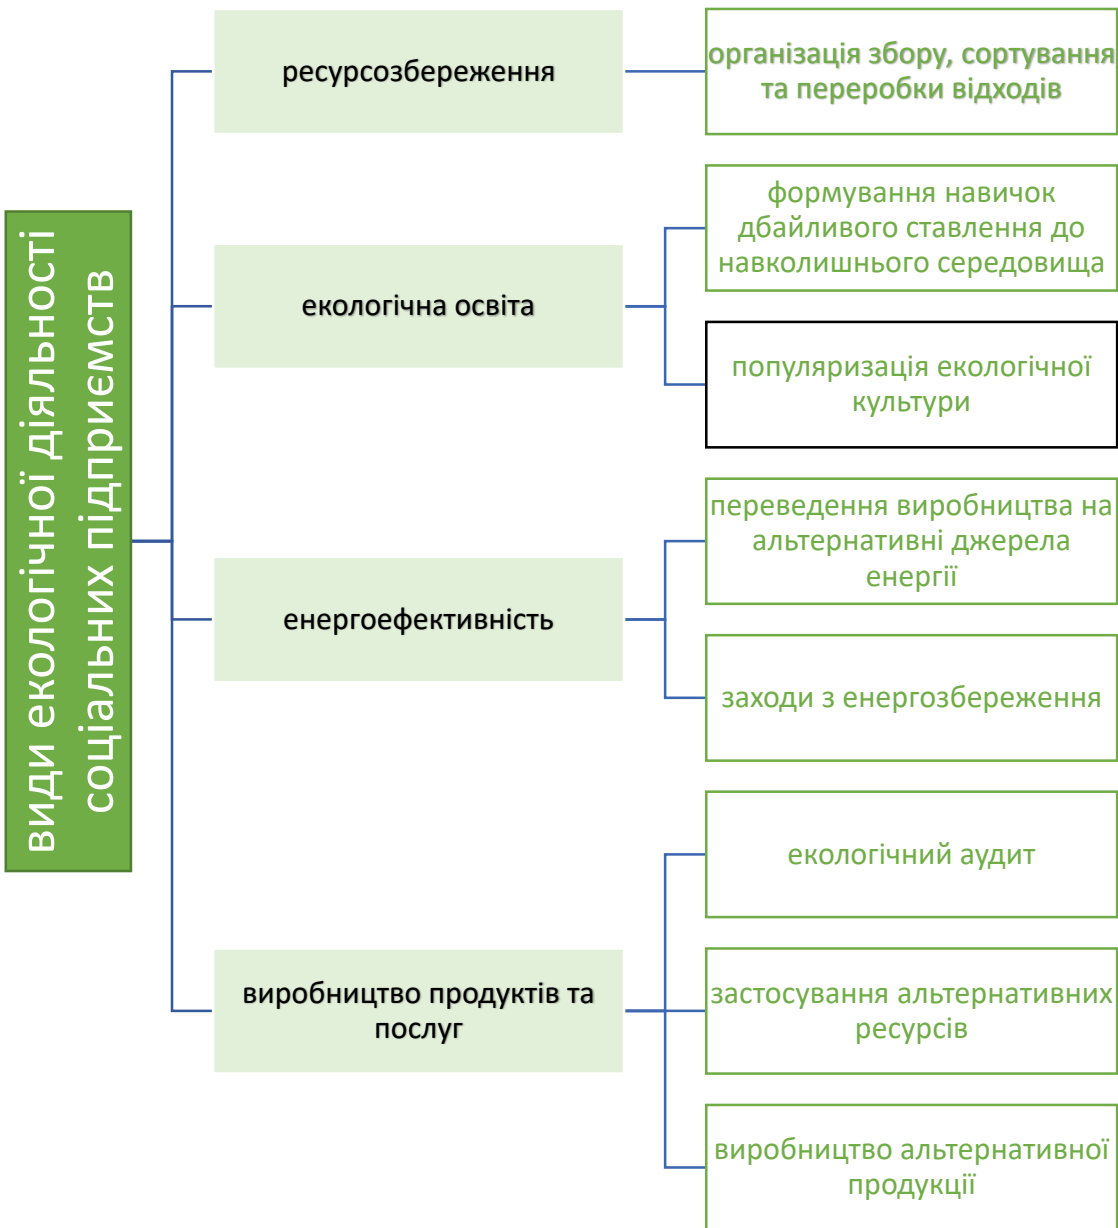 види екологічної діяльності
соціальних підприємств
ресурсозбереження
організація збору, сортування
та переробки відходів
екологічна освіта
формування навичок
дбайливого ставлення до
навколишнього середовища
популяризація екологічної
культури
енергоефективність
переведення виробництва на
альтернативні джерела
енергії
заходи з енергозбереження
виробництво продуктів та
послуг
екологічний аудит
застосування альтернативних
ресурсів
виробництво альтернативної
продукції